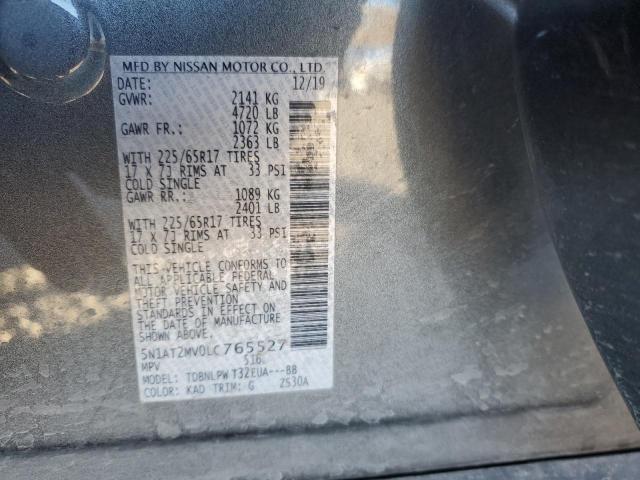 MFD BY NISSAN MOTOR CO., LTD.
DATE: 12/19
GVWR: 2141 KG
4720 LB
GAWR FR.: 1072 KG
2363 LB
WITH 225/65R17 TIRES
17 X 7J RIMS AT 33 PSI
COLD SINGLE
GAWR RR.: 1089 KG
2401 LB
WITH 225/65R17 TIRES
17 X 7J RIMS AT 33 PSI
COLD SINGLE
THIS VEHICLE CONFORMS TO
ALL APPLICABLE FEDERAL
MOTOR VEHICLE SAFETY AND
THEFT PREVENTION
STANDARDS IN EFFECT ON
THE DATE OF MANUFACTURE
SHOWN ABOVE.
5N1AT2MV0LC765527
MPV 516
MODEL: TDBNLPW T32EUA---BB
COLOR: KAD TRIM: G 2S30A